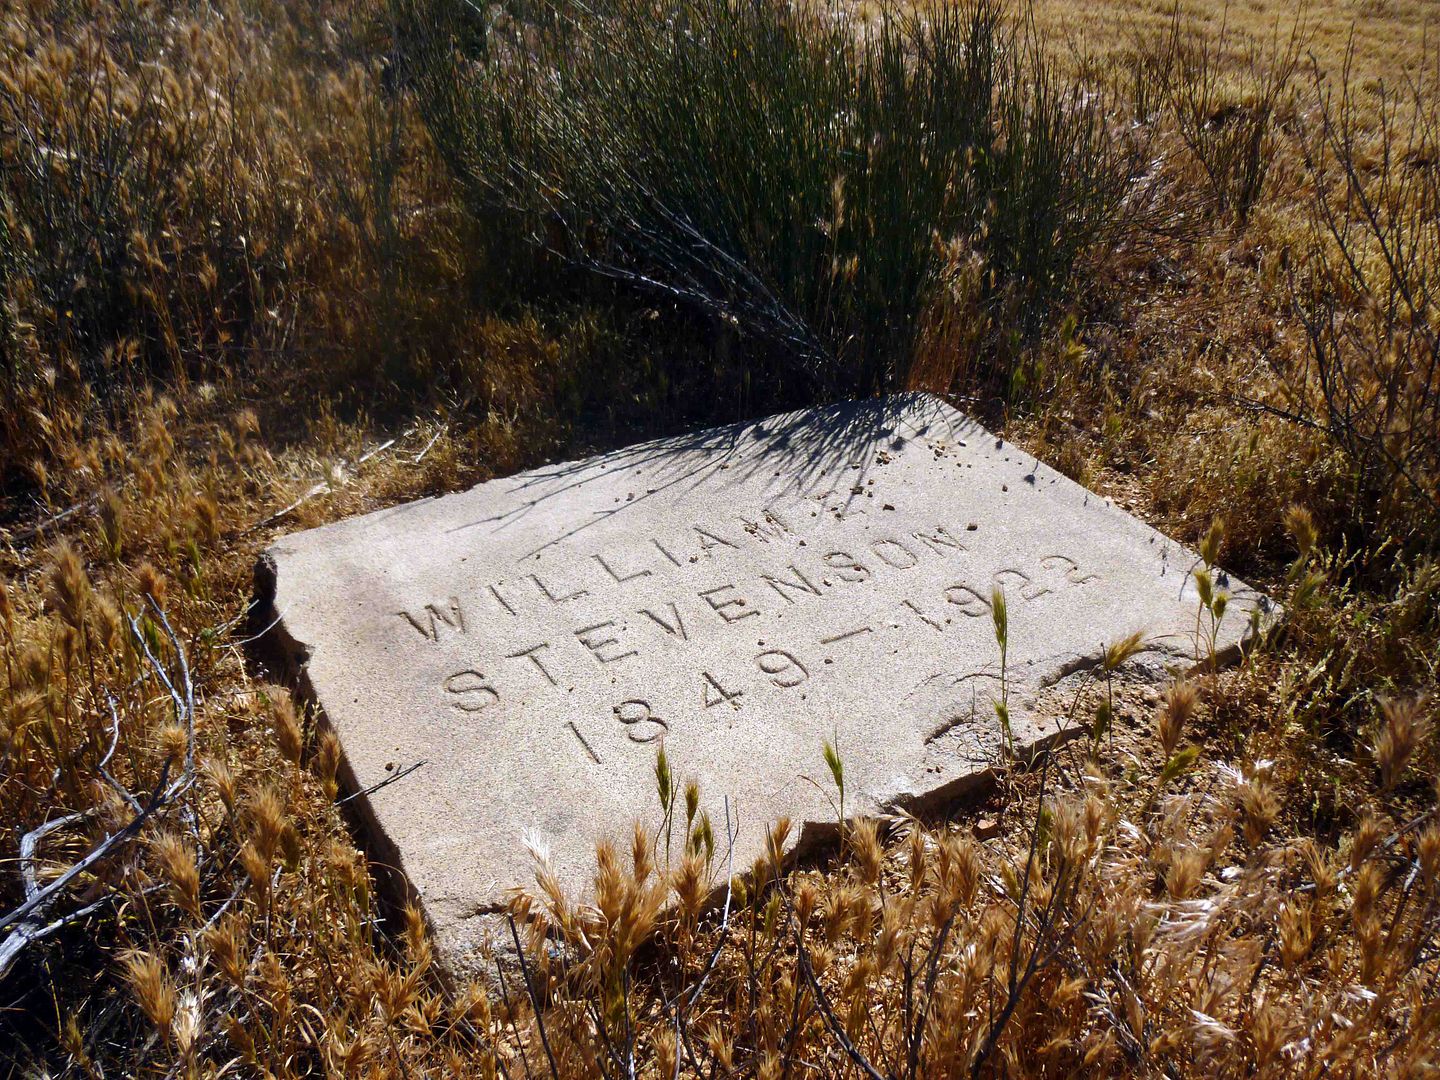 WILLIAM E.
STEVENSON
1849–1922